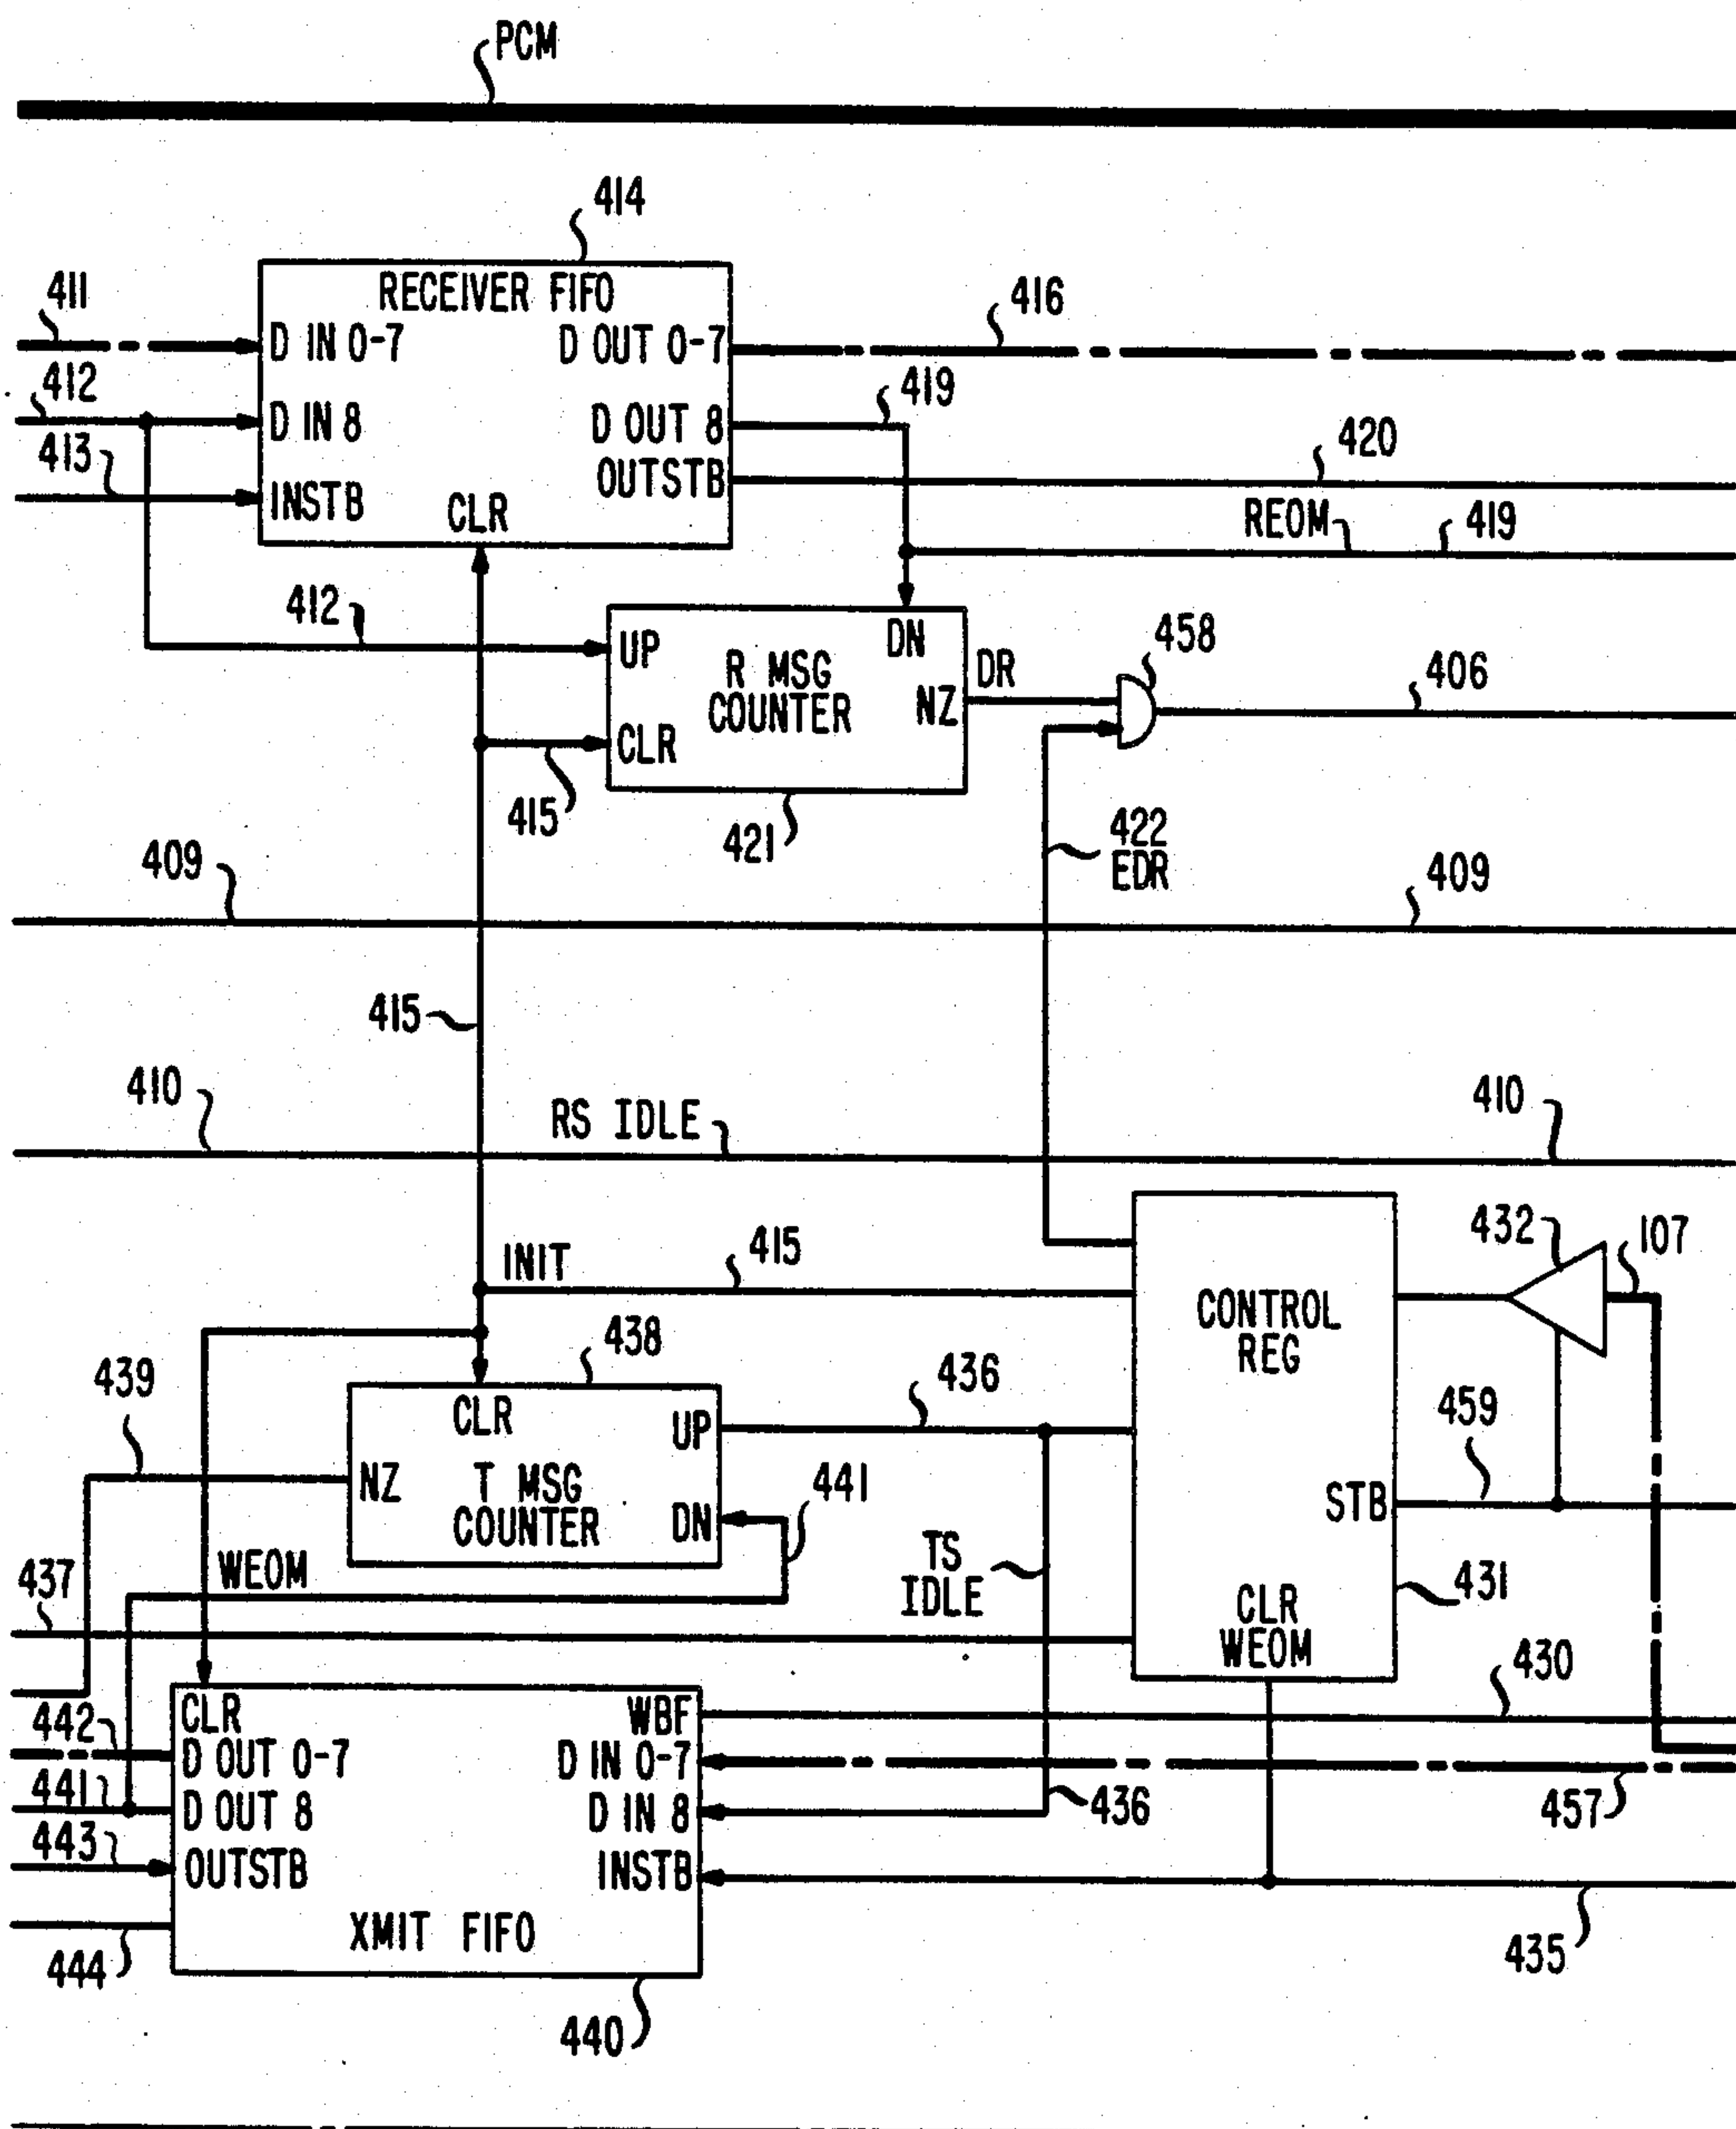 PCM
414
411
RECEIVER FIFO
416
D IN 0-7
D OUT 0-7
412
419
D IN 8
D OUT 8
420
413
OUTSTB
INSTB
CLR
REOM
419
412
UP
DN
458
R MSG
COUNTER
DR
NZ
406
CLR
415
421
422
EDR
409
409
415
410
RS IDLE
410
432
107
INIT
415
CONTROL
REG
438
439
436
459
CLR
UP
NZ
T MSG
COUNTER
441
STB
DN
TS
IDLE
437
WEOM
431
CLR
WEOM
430
442
CLR
WBF
D OUT 0-7
D IN 0-7
441
D OUT 8
D IN 8
436
457
443
OUTSTB
INSTB
XMIT FIFO
444
435
440